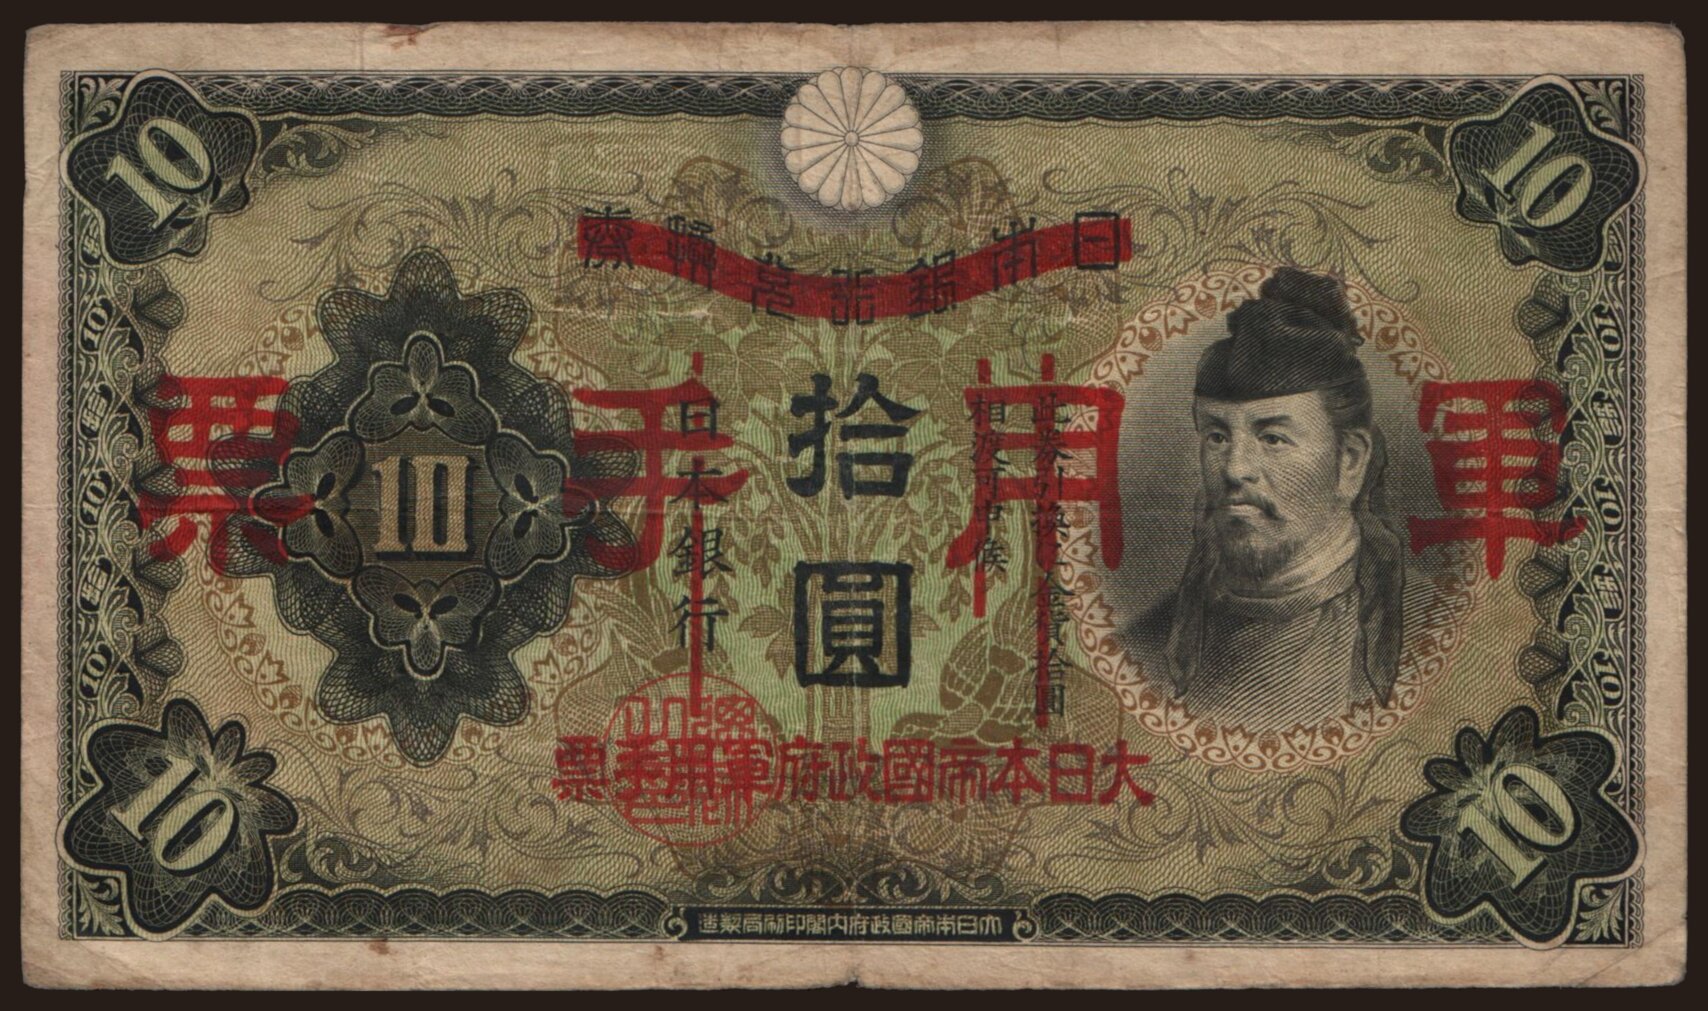 10
10
日本銀行兌換券
軍用手票
此券引換ニ金貨拾圓
相渡可申候
拾圓
日本銀行
10
大日本帝國政府軍用手票
10
10
大日本帝國政府内閣印刷局製造